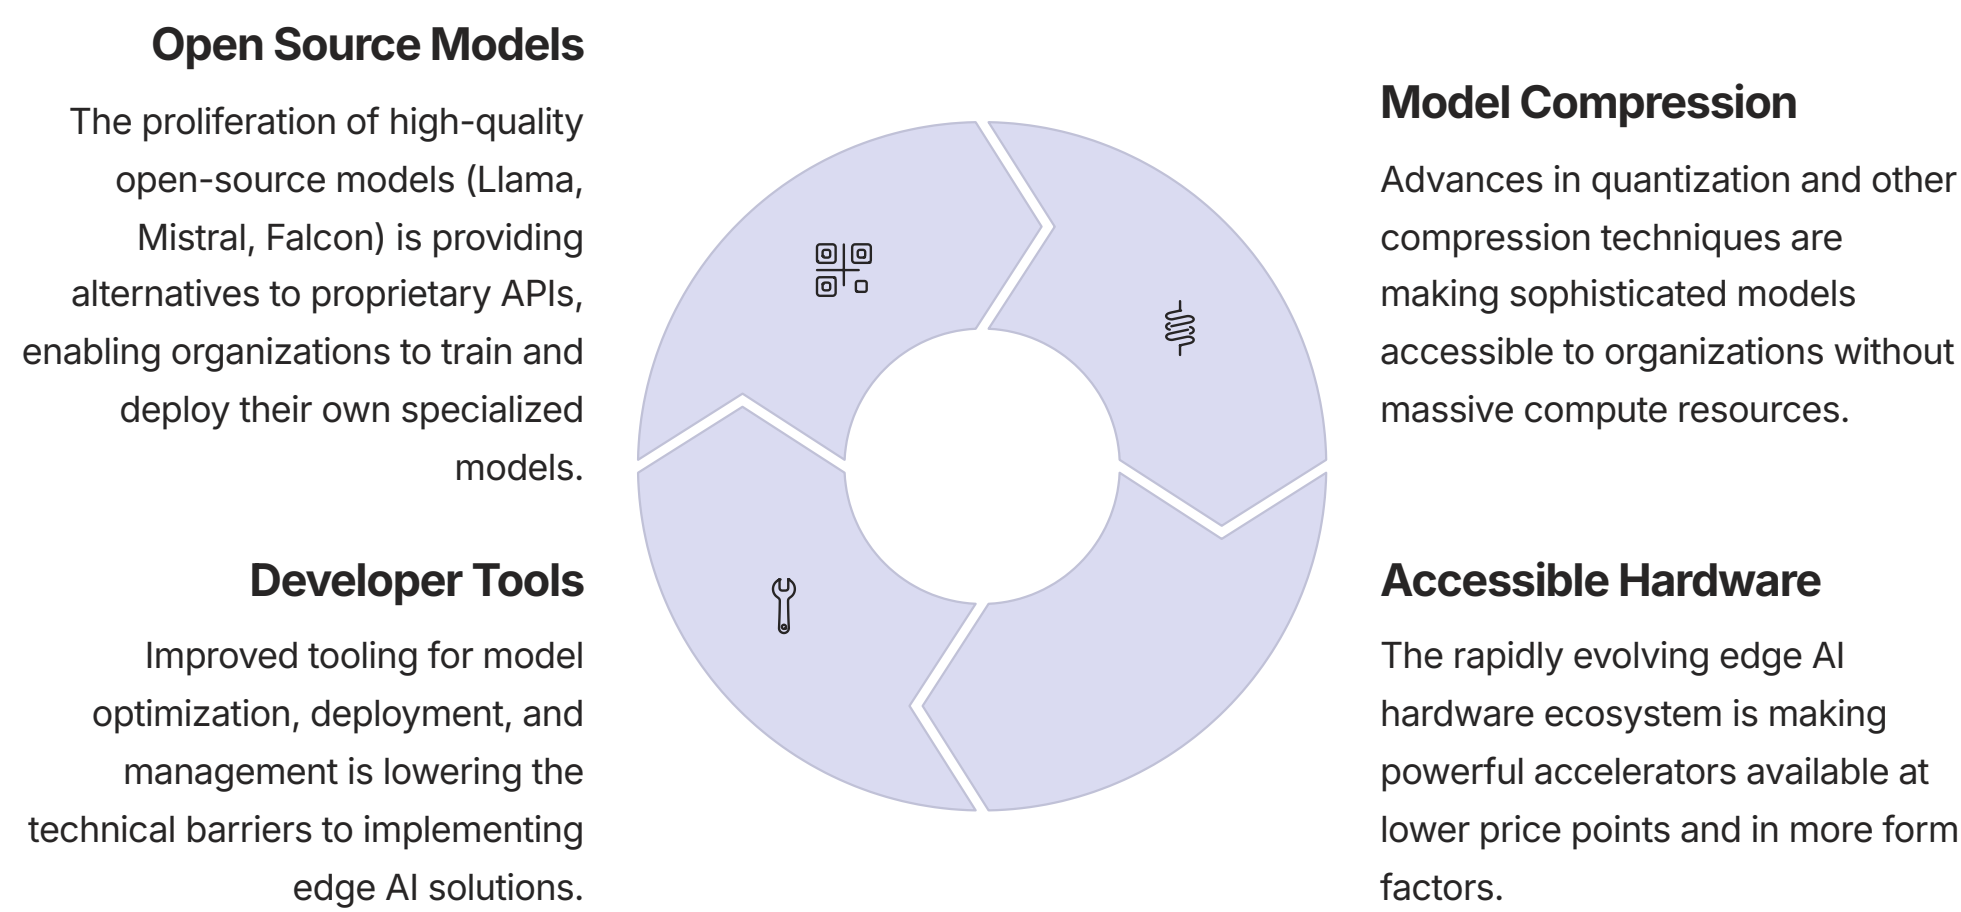 Open Source Models
The proliferation of high-quality
open-source models (Llama,
Mistral, Falcon) is providing
alternatives to proprietary APIs,
enabling organizations to train and
deploy their own specialized
models.
Model Compression
Advances in quantization and other
compression techniques are
making sophisticated models
accessible to organizations without
massive compute resources.
Developer Tools
Improved tooling for model
optimization, deployment, and
management is lowering the
technical barriers to implementing
edge AI solutions.
Accessible Hardware
The rapidly evolving edge AI
hardware ecosystem is making
powerful accelerators available at
lower price points and in more form
factors.